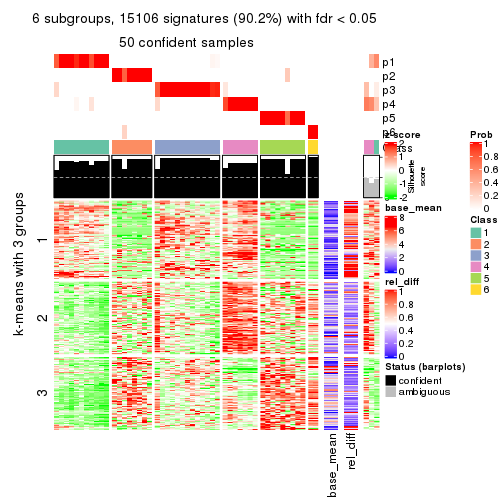 6 subgroups, 15106 signatures (90.2%) with fdr < 0.05
50 confident samples
p1
p2
p3
p4
p5
p6
z-score
2
1
0
-1
-2
Class
Silhouette
score
k-means with 3 groups
1
2
3
base_mean
8
6
4
2
0
rel_diff
1
0.8
0.6
0.4
0.2
0
Prob
1
0.8
0.6
0.4
0.2
0
Class
1
2
3
4
5
6
Status (barplots)
confident
ambiguous
base_mean
rel_diff